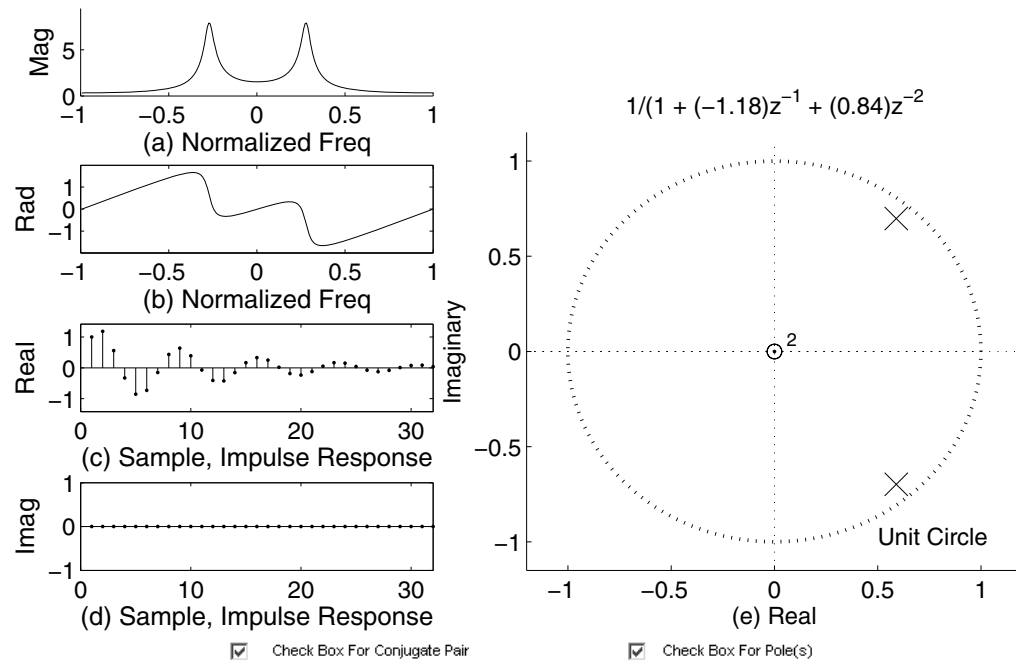 Mag
5
0
−1 −0.5 0 0.5 1
(a) Normalized Freq
Rad
1
0
−1
−1 −0.5 0 0.5 1
(b) Normalized Freq
Real
1
0
−1
0 10 20 30
(c) Sample, Impulse Response
Imag
1
0
−1
0 10 20 30
(d) Sample, Impulse Response
1/(1 + (−1.18)z−1 + (0.84)z−2
Imaginary
1
0.5
0
−0.5
−1
2
Unit Circle
−1 −0.5 0 0.5 1
(e) Real
Check Box For Conjugate Pair
Check Box For Pole(s)